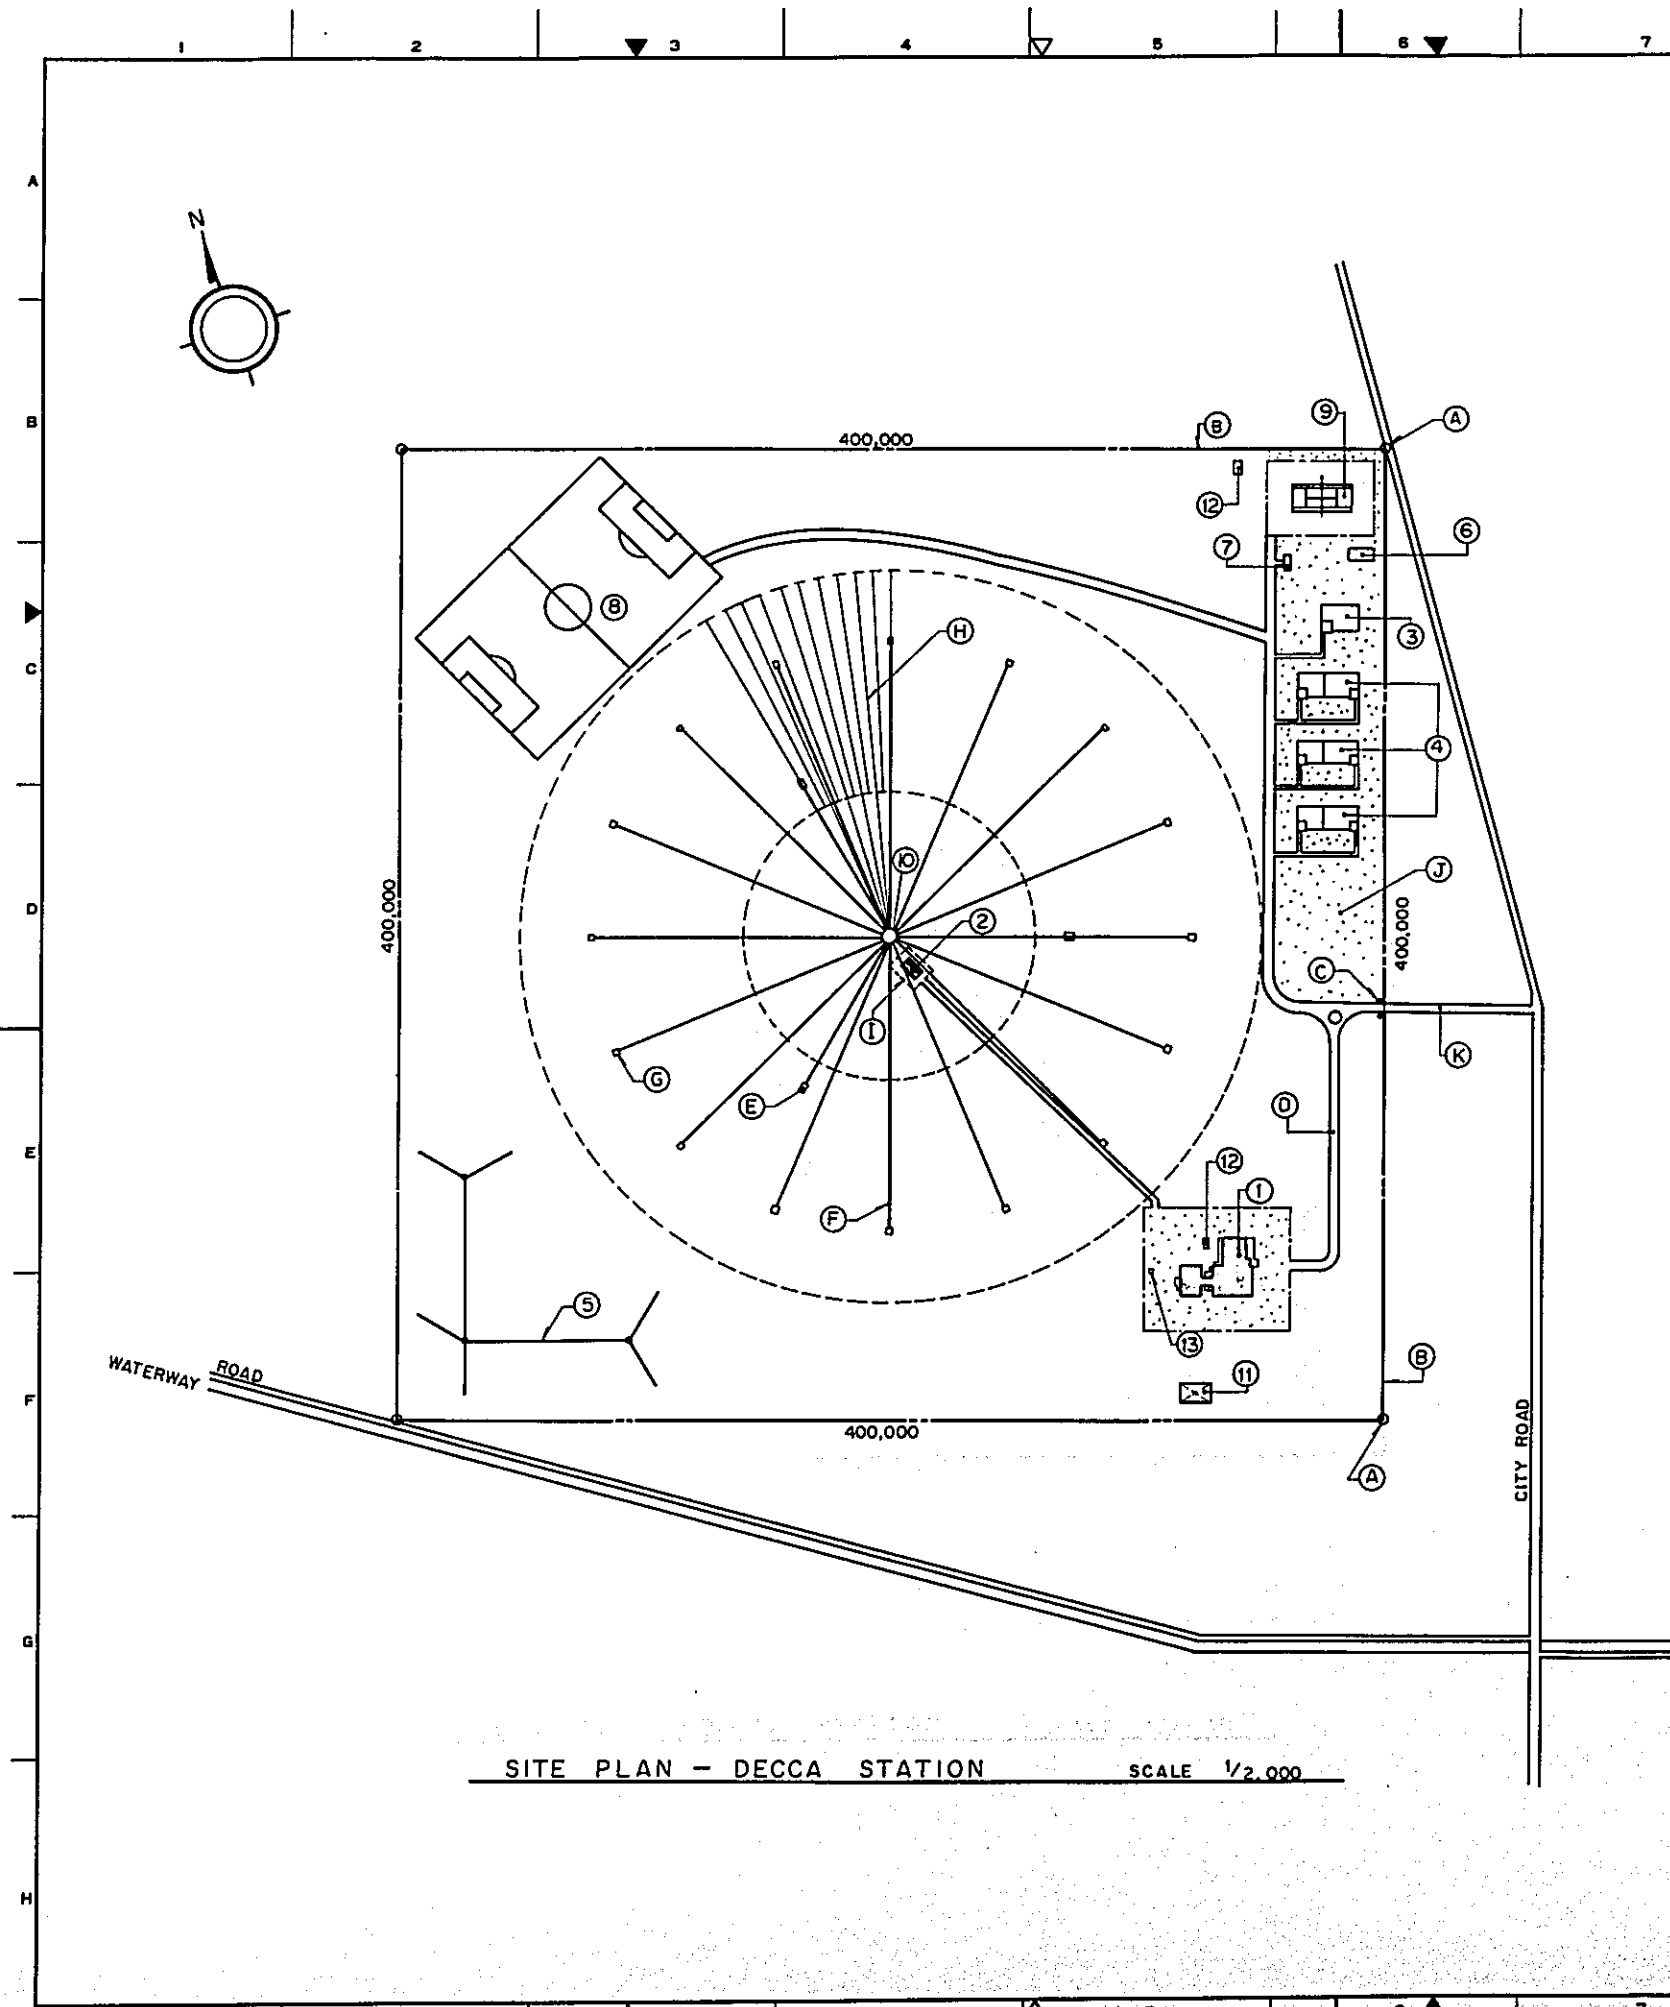 1 2 3 4 5 6 7
A
N
B
9
A
B
400,000
12
6
7
8
3
H
C
4
10
J
D
400,000
2
400,000
C
I
K
G
E
D
E
12
1
F
5
13
B
WATERWAY ROAD
11
F
400,000
CITY ROAD
A
G
SITE PLAN - DECCA STATION SCALE 1/2,000
H